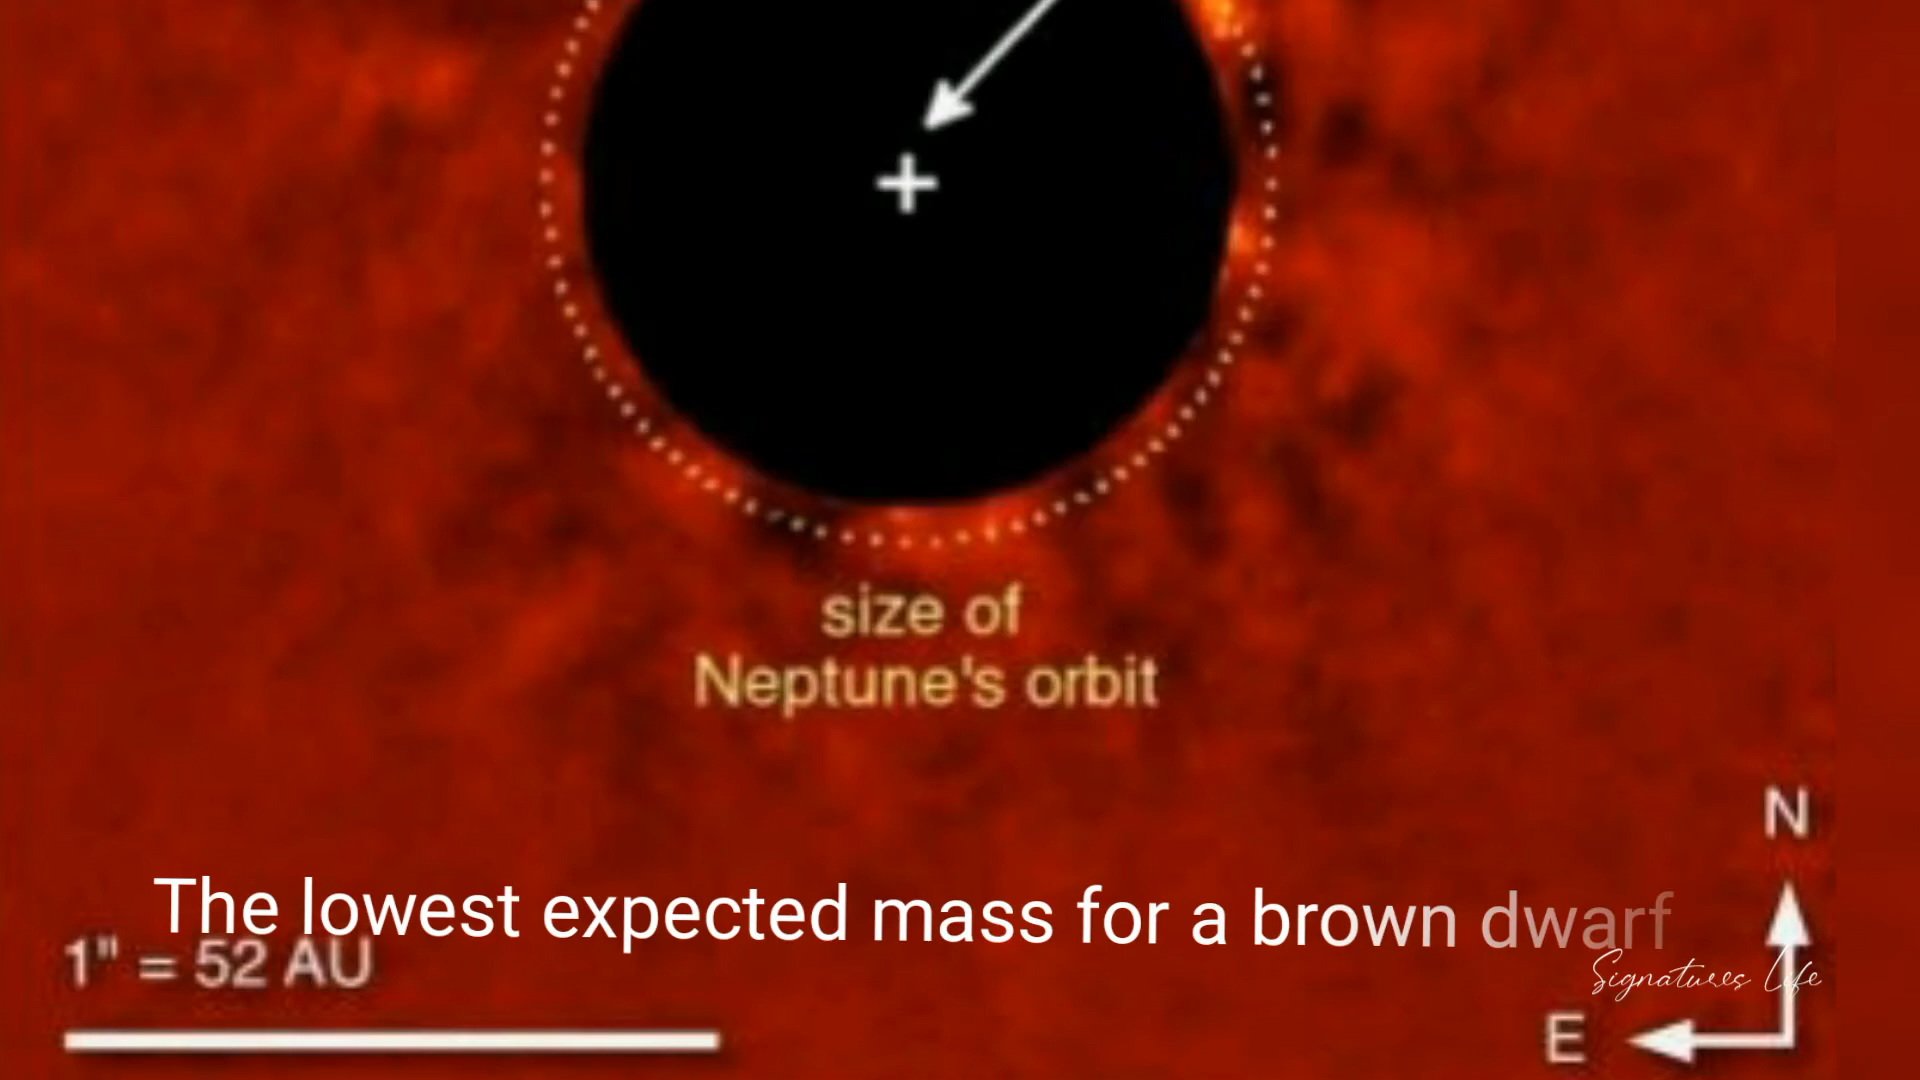 size of
Neptune's orbit
N
The lowest expected mass for a brown dwarf
1" = 52 AU
Signatures Life
E